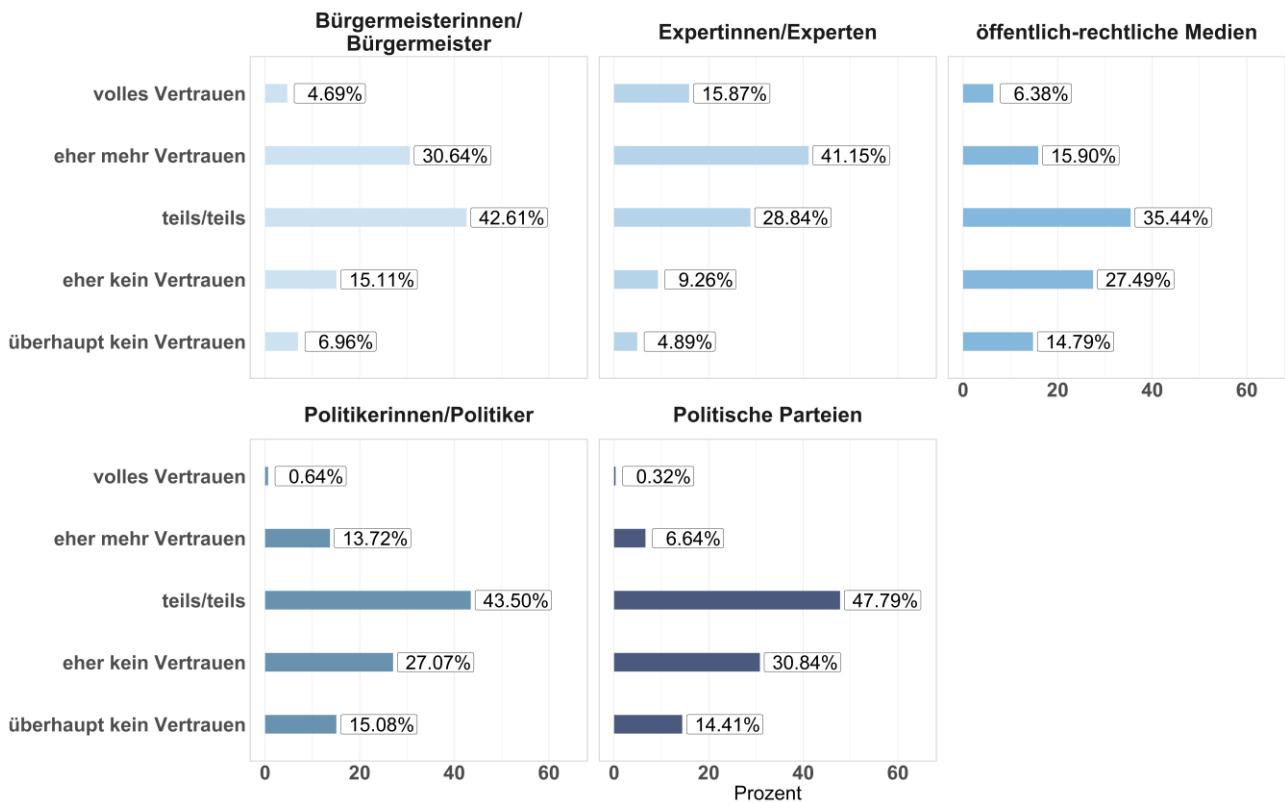 Bürgermeisterinnen/
Bürgermeister
Expertinnen/Experten
öffentlich-rechtliche Medien
volles Vertrauen
4.69%
15.87%
6.38%
eher mehr Vertrauen
30.64%
41.15%
15.90%
teils/teils
42.61%
28.84%
35.44%
eher kein Vertrauen
15.11%
9.26%
27.49%
überhaupt kein Vertrauen
6.96%
4.89%
14.79%
0 20 40 60
Politikerinnen/Politiker
Politische Parteien
volles Vertrauen
0.64%
0.32%
eher mehr Vertrauen
13.72%
6.64%
teils/teils
43.50%
47.79%
eher kein Vertrauen
27.07%
30.84%
überhaupt kein Vertrauen
15.08%
14.41%
0 20 40 60
0 20 40 60
Prozent